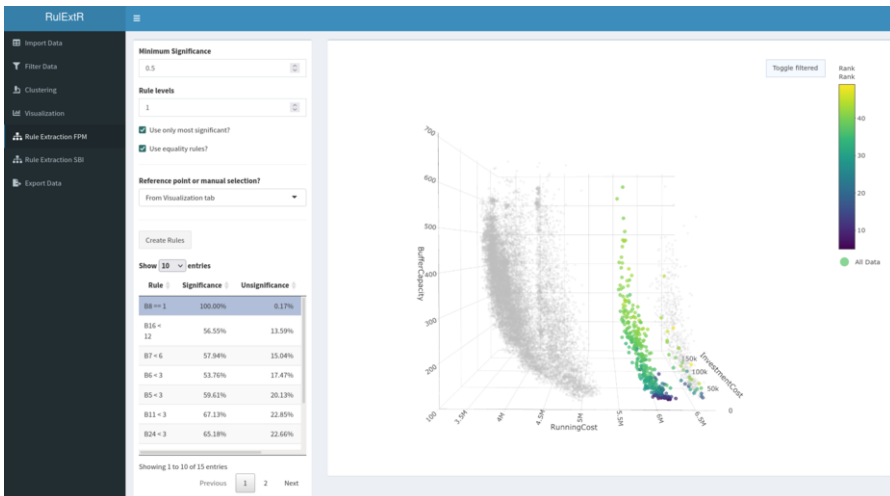 RulExtR
Import Data
Filter Data
Clustering
Visualization
Rule Extraction FPM
Rule Extraction SBI
Export Data
Minimum Significance
0.5
Rule levels
1
Use only most significant?
Use equality rules?
Reference point or manual selection?
From Visualization tab
Create Rules
Show 10 entries
Rule Significance Unsignificance
B8 == 1 100.00% 0.17%
B16 < 56.55% 13.59%
12
B7 < 6 57.94% 15.04%
B6 < 3 53.76% 17.47%
B5 < 3 59.61% 20.13%
B11 < 3 67.13% 22.85%
B24 < 3 65.18% 22.66%
Showing 1 to 10 of 15 entries
Previous 1 2 Next
Toggle filtered
Rank
Rank
40
30
20
10
All Data
700
600
500
400
300
200
100
BufferCapacity
3.5M
4M
4.5M
5M
5.5M
6M
6.5M
RunningCost
150k
100k
50k
0
InvestmentCost